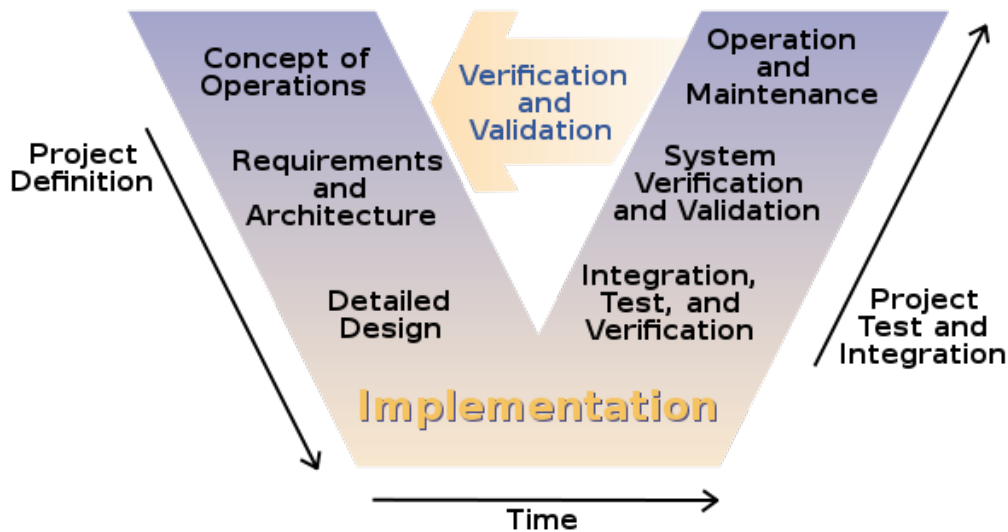 Concept of
Operations
Verification
and
Validation
Operation
and
Maintenance
Project
Definition
Requirements
and
Architecture
System
Verification
and Validation
Detailed
Design
Integration,
Test, and
Verification
Project
Test and
Integration
Implementation
Time